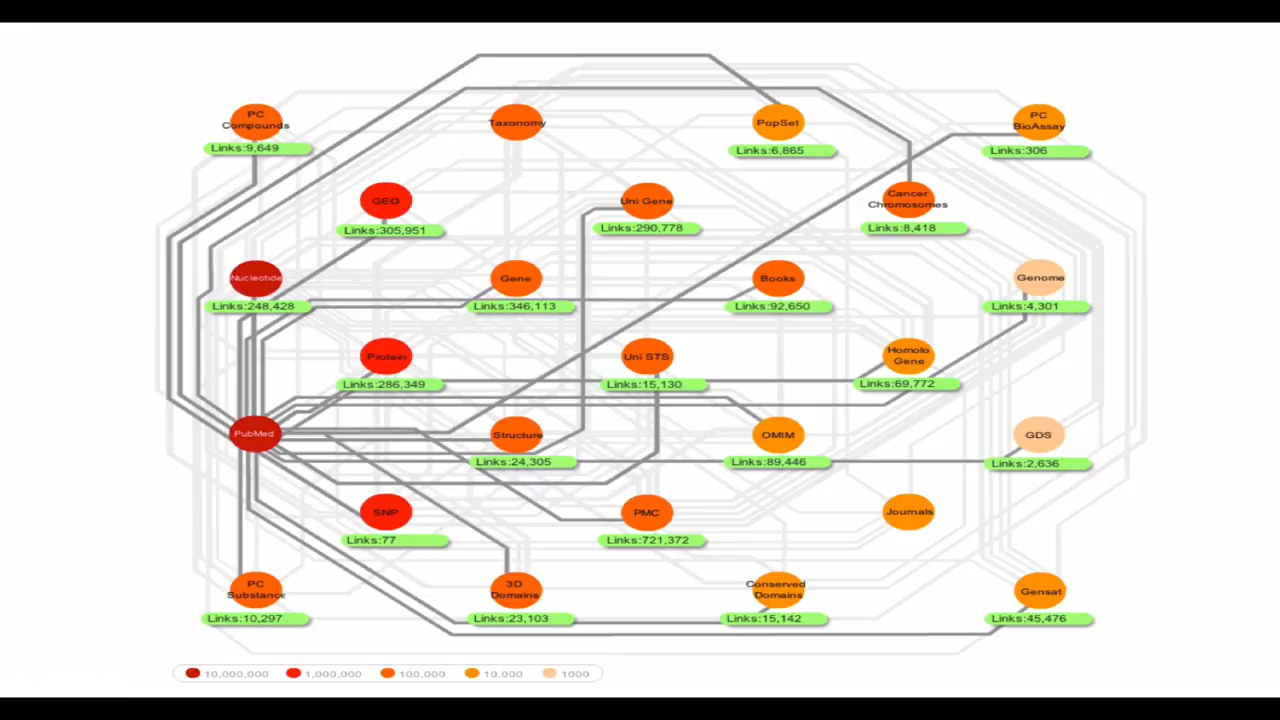 PC
Compounds
Links:9,649
Taxonomy
PopSet
Links:6,865
PC
BioAssay
Links:306
GEO
Links:305,951
Uni Gene
Links:290,778
Cancer
Chromosomes
Links:8,418
Nucleotide
Links:248,428
Gene
Links:346,113
Books
Links:92,650
Genome
Links:4,301
Protein
Links:286,349
Uni STS
Links:15,130
Homolo
Gene
Links:69,772
PubMed
Structure
Links:24,305
OMIM
Links:89,446
GDS
Links:2,636
SNP
Links:77
PMC
Links:721,372
Journals
PC
Substance
Links:10,297
3D
Domains
Links:23,103
Conserved
Domains
Links:15,142
Gensat
Links:45,476
10,000,000 1,000,000 100,000 10,000 1000